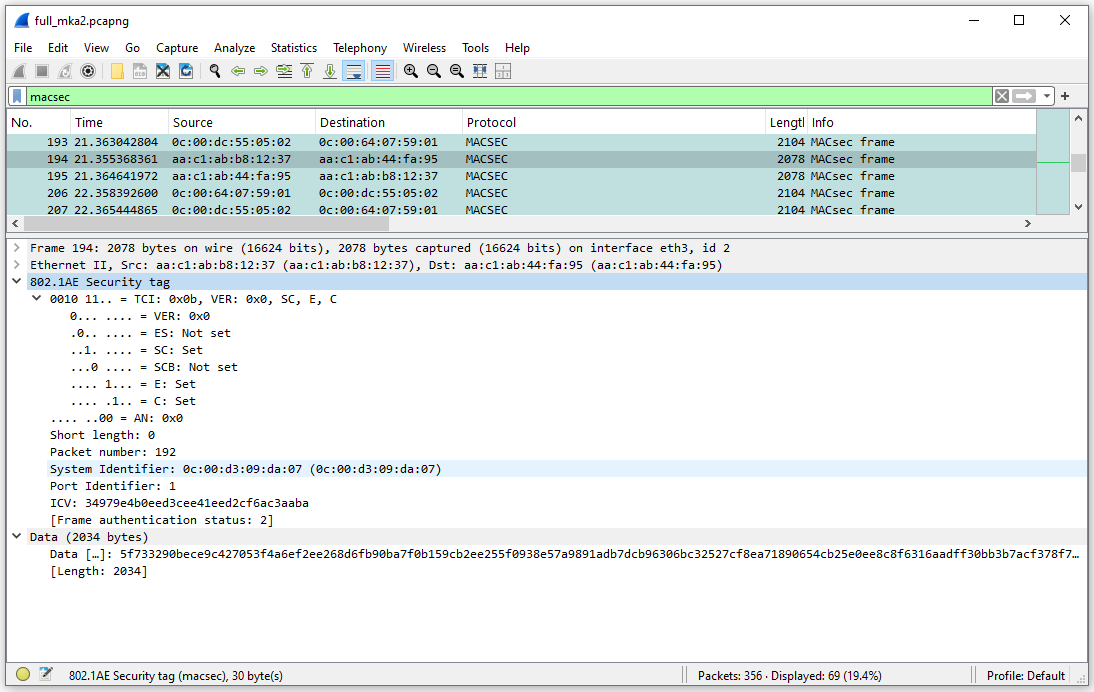 full_mka2.pcapng
File Edit View Go Capture Analyze Statistics Telephony Wireless Tools Help
macsec
No. Time Source Destination Protocol Lengtl Info
193 21.363042804 0c:00:dc:55:05:02 0c:00:64:07:59:01 MACSEC 2104 MACsec frame
194 21.355368361 aa:c1:ab:b8:12:37 aa:c1:ab:44:fa:95 MACSEC 2078 MACsec frame
195 21.364641972 aa:c1:ab:44:fa:95 aa:c1:ab:b8:12:37 MACSEC 2078 MACsec frame
206 22.358392600 0c:00:64:07:59:01 0c:00:dc:55:05:02 MACSEC 2104 MACsec frame
207 22.365444865 0c:00:dc:55:05:02 0c:00:64:07:59:01 MACSEC 2104 MACsec frame
Frame 194: 2078 bytes on wire (16624 bits), 2078 bytes captured (16624 bits) on interface eth3, id 2
Ethernet II, Src: aa:c1:ab:b8:12:37 (aa:c1:ab:b8:12:37), Dst: aa:c1:ab:44:fa:95 (aa:c1:ab:44:fa:95)
802.1AE Security tag
0010 11.. = TCI: 0x0b, VER: 0x0, SC, E, C
0... .... = VER: 0x0
.0.. .... = ES: Not set
..1. .... = SC: Set
...0 .... = SCB: Not set
.... 1... = E: Set
.... .1.. = C: Set
.... ..00 = AN: 0x0
Short length: 0
Packet number: 192
System Identifier: 0c:00:d3:09:da:07 (0c:00:d3:09:da:07)
Port Identifier: 1
ICV: 34979e4b0eed3cee41eed2cf6ac3aaba
[Frame authentication status: 2]
Data (2034 bytes)
Data […]: 5f733290bece9c427053f4a6ef2ee268d6fb90ba7f0b159cb2ee255f0938e57a9891adb7dcb96306bc32527cf8ea71890654cb25e0ee8c8f6316aadff30bb3b7acf378f7…
[Length: 2034]
802.1AE Security tag (macsec), 30 byte(s)
Packets: 356 · Displayed: 69 (19.4%)
Profile: Default